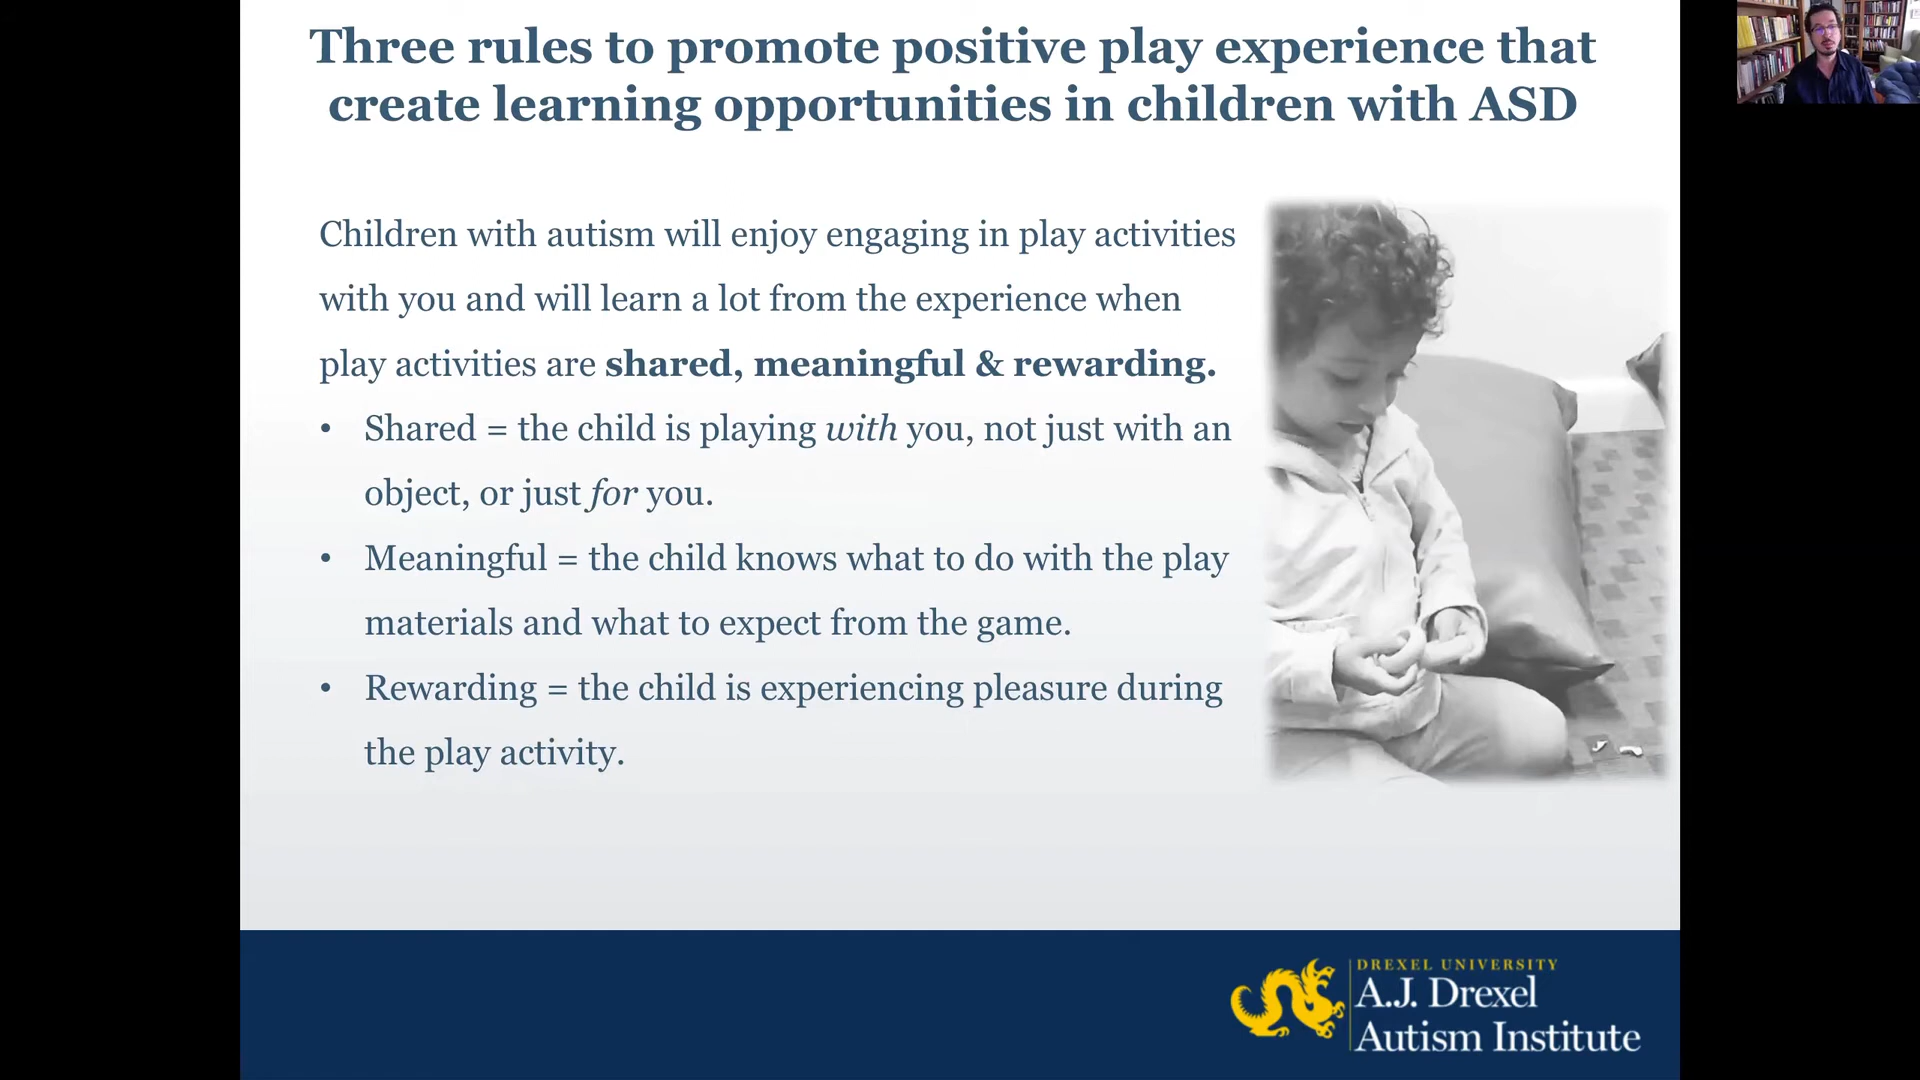 Three rules to promote positive play experience that
create learning opportunities in children with ASD
Children with autism will enjoy engaging in play activities
with you and will learn a lot from the experience when
play activities are shared, meaningful & rewarding.
• Shared = the child is playing with you, not just with an
object, or just for you.
• Meaningful = the child knows what to do with the play
materials and what to expect from the game.
• Rewarding = the child is experiencing pleasure during
the play activity.
DREXEL UNIVERSITY
A.J. Drexel
Autism Institute